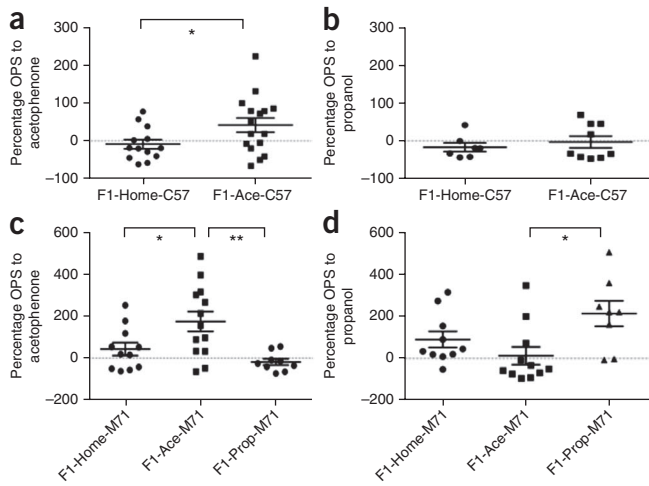 a
Percentage OPS to
acetophenone
300
200
100
0
–100
*
F1-Home-C57
F1-Ace-C57
b
Percentage OPS to
propanol
300
200
100
0
–100
F1-Home-C57
F1-Ace-C57
c
Percentage OPS to
acetophenone
600
400
200
0
–200
*
**
F1-Home-M71
F1-Ace-M71
F1-Prop-M71
d
Percentage OPS to
propanol
600
400
200
0
–200
*
F1-Home-M71
F1-Ace-M71
F1-Prop-M71